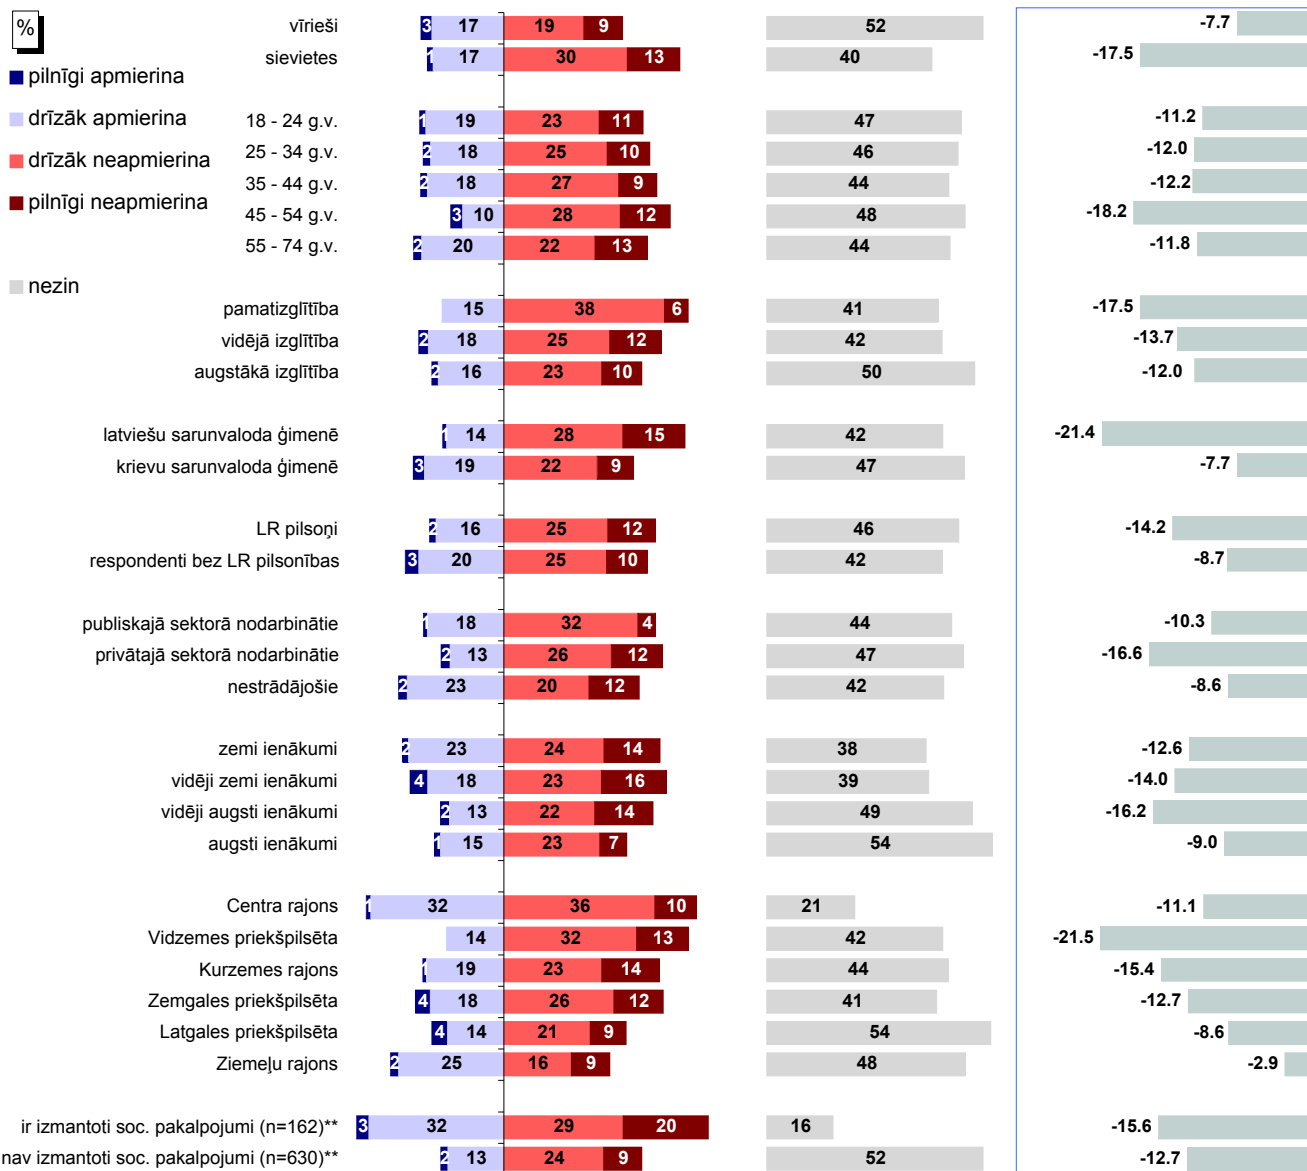 %
pilnīgi apmierina
drīzāk apmierina
drīzāk neapmierina
pilnīgi neapmierina
nezin
vīrieši 3 17 19 9 52 -7.7
sievietes 1 17 30 13 40 -17.5
18 - 24 g.v. 1 19 23 11 47 -11.2
25 - 34 g.v. 2 18 25 10 46 -12.0
35 - 44 g.v. 2 18 27 9 44 -12.2
45 - 54 g.v. 3 10 28 12 48 -18.2
55 - 74 g.v. 2 20 22 13 44 -11.8
pamatizglītība 15 38 6 41 -17.5
vidējā izglītība 2 18 25 12 42 -13.7
augstākā izglītība 2 16 23 10 50 -12.0
latviešu sarunvaloda ģimenē 1 14 28 15 42 -21.4
krievu sarunvaloda ģimenē 3 19 22 9 47 -7.7
LR pilsoņi 2 16 25 12 46 -14.2
respondenti bez LR pilsonības 3 20 25 10 42 -8.7
publiskajā sektorā nodarbinātie 1 18 32 4 44 -10.3
privātajā sektorā nodarbinātie 2 13 26 12 47 -16.6
nestrādājošie 2 23 20 12 42 -8.6
zemi ienākumi 2 23 24 14 38 -12.6
vidēji zemi ienākumi 4 18 23 16 39 -14.0
vidēji augsti ienākumi 2 13 22 14 49 -16.2
augsti ienākumi 1 15 23 7 54 -9.0
Centra rajons 1 32 36 10 21 -11.1
Vidzemes priekšpilsēta 14 32 13 42 -21.5
Kurzemes rajons 1 19 23 14 44 -15.4
Zemgales priekšpilsēta 4 18 26 12 41 -12.7
Latgales priekšpilsēta 4 14 21 9 54 -8.6
Ziemeļu rajons 2 25 16 9 48 -2.9
ir izmantoti soc. pakalpojumi (n=162)** 3 32 29 20 16 -15.6
nav izmantoti soc. pakalpojumi (n=630)** 2 13 24 9 52 -12.7